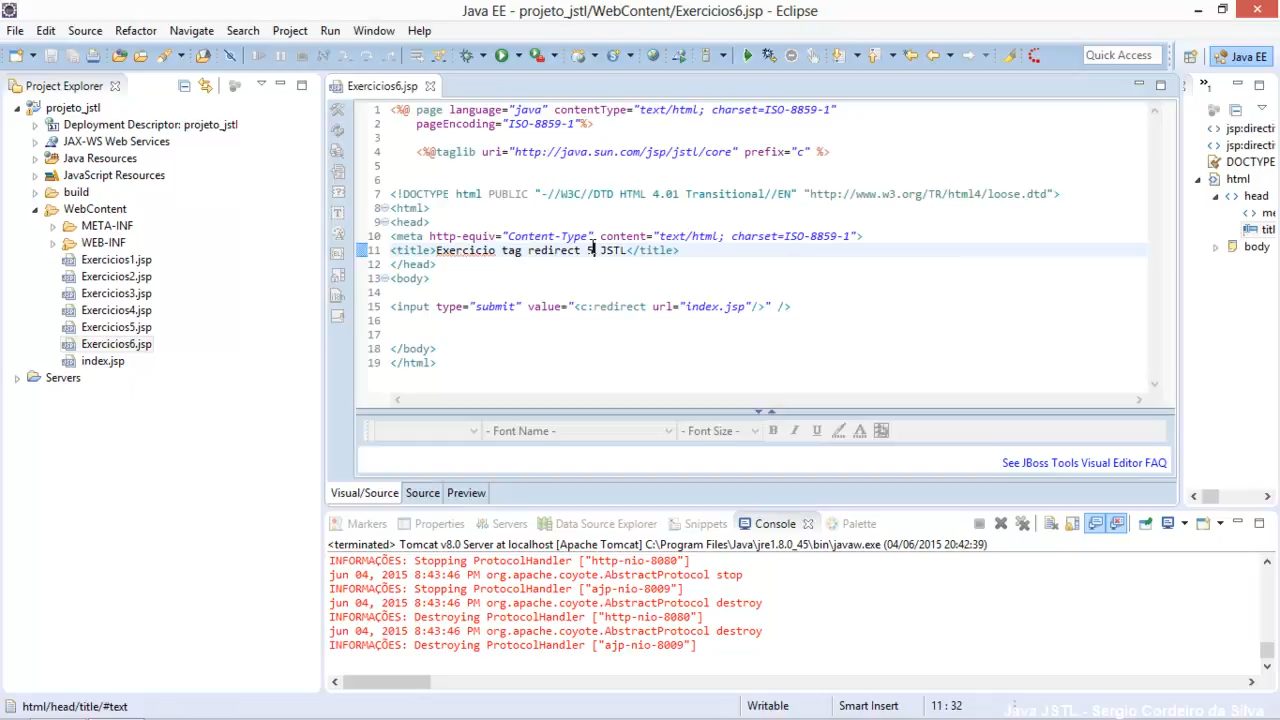 Java EE - projeto_jstl/WebContent/Exercicios6.jsp - Eclipse
File Edit Source Refactor Navigate Search Project Run Window Help
Quick Access
Java EE
Project Explorer
projeto_jstl
Deployment Descriptor: projeto_jstl
JAX-WS Web Services
Java Resources
JavaScript Resources
build
WebContent
META-INF
WEB-INF
Exercicios1.jsp
Exercicios2.jsp
Exercicios3.jsp
Exercicios4.jsp
Exercicios5.jsp
Exercicios6.jsp
index.jsp
Servers
Exercicios6.jsp
1 <%@ page language="java" contentType="text/html; charset=ISO-8859-1"
2 pageEncoding="ISO-8859-1"%>
3
4 <%@taglib uri="http://java.sun.com/jsp/jstl/core" prefix="c" %>
5
6
7 <!DOCTYPE html PUBLIC "-//W3C//DTD HTML 4.01 Transitional//EN" "http://www.w3.org/TR/html4/loose.dtd">
8 <html>
9 <head>
10 <meta http-equiv="Content-Type" content="text/html; charset=ISO-8859-1">
11 <title>Exercicio tag redirect 5 JSTL</title>
12 </head>
13 <body>
14
15 <input type="submit" value="<c:redirect url="index.jsp"/>" />
16
17
18 </body>
19 </html>
- Font Name - - Font Size -
B I U A
See JBoss Tools Visual Editor FAQ
Visual/Source Source Preview
jsp:directi
jsp:directi
DOCTYPE
html
head
me
titl
body
Markers Properties Servers Data Source Explorer Snippets Console Palette
<terminated> Tomcat v8.0 Server at localhost [Apache Tomcat] C:\Program Files\Java\jre1.8.0_45\bin\javaw.exe (04/06/2015 20:42:39)
INFORMAÇÕES: Stopping ProtocolHandler ["http-nio-8080"]
jun 04, 2015 8:43:46 PM org.apache.coyote.AbstractProtocol stop
INFORMAÇÕES: Stopping ProtocolHandler ["ajp-nio-8009"]
jun 04, 2015 8:43:46 PM org.apache.coyote.AbstractProtocol destroy
INFORMAÇÕES: Destroying ProtocolHandler ["http-nio-8080"]
jun 04, 2015 8:43:46 PM org.apache.coyote.AbstractProtocol destroy
INFORMAÇÕES: Destroying ProtocolHandler ["ajp-nio-8009"]
html/head/title/#text
Writable
Smart Insert
11 : 32
Java JSTL - Sergio Cordeiro da Silva